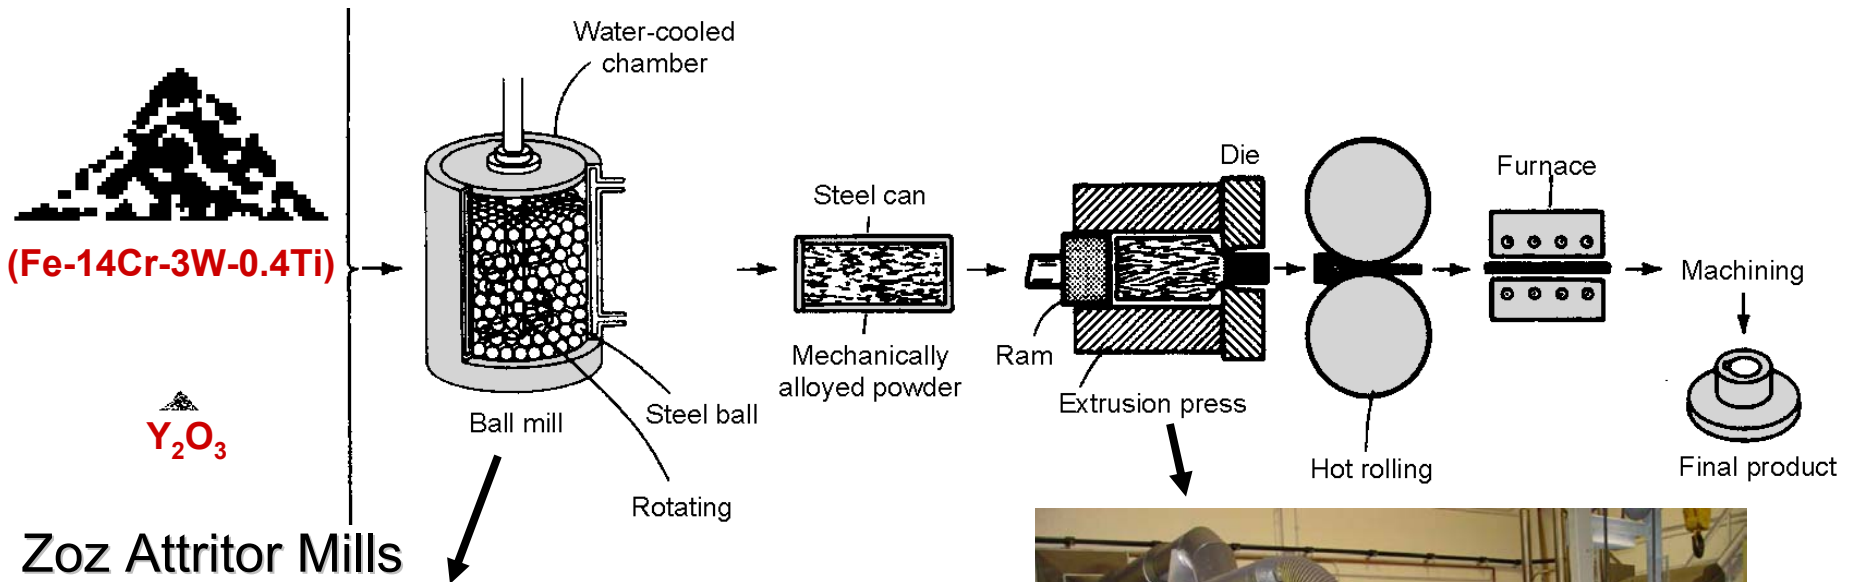 Water-cooled
chamber
(Fe-14Cr-3W-0.4Ti)
Y₂O₃
Ball mill
Steel ball
Rotating
Steel can
Mechanically
alloyed powder
Ram
Die
Extrusion press
Hot rolling
Furnace
Machining
Final product
Zoz Attritor Mills